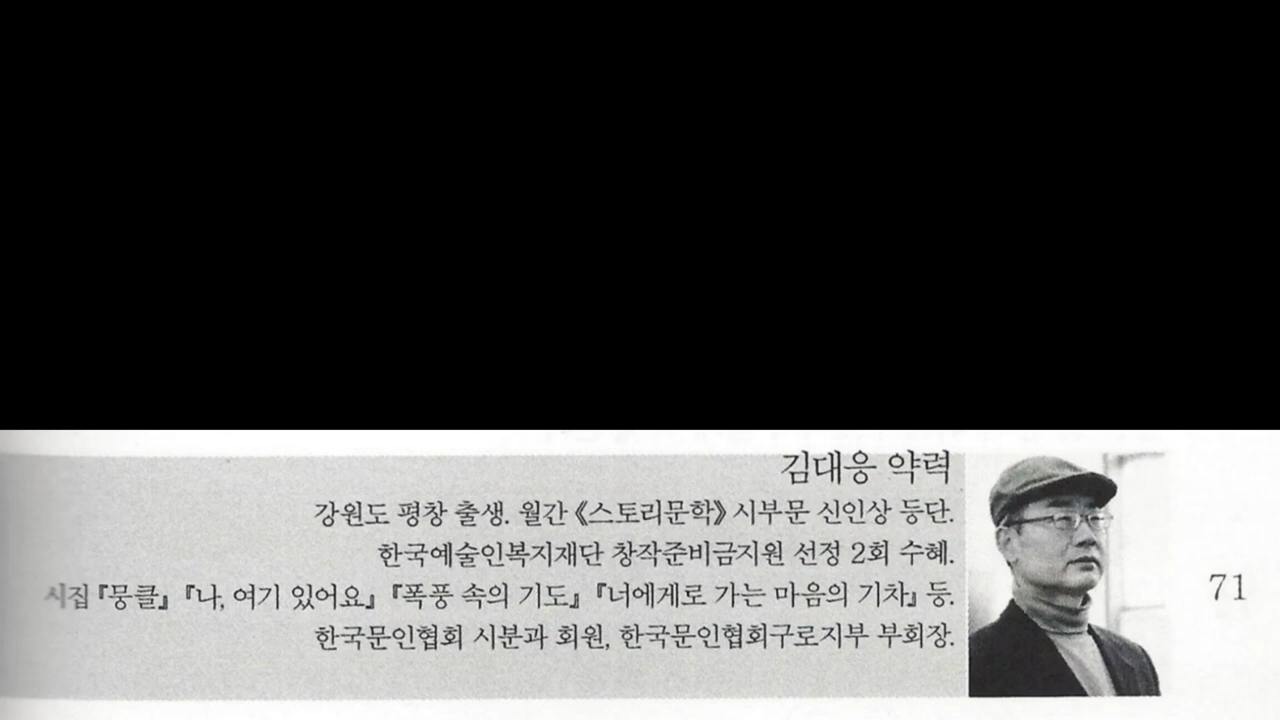 김대응 약력
강원도 평창 출생. 월간《스토리문학》시부문 신인상 등단.
한국예술인복지재단 창작준비금지원 선정 2회 수혜.
시집『뭉클』『나, 여기 있어요』『폭풍 속의 기도』『너에게로 가는 마음의 기차』등.
한국문인협회 시분과 회원, 한국문인협회구로지부 부회장.
71